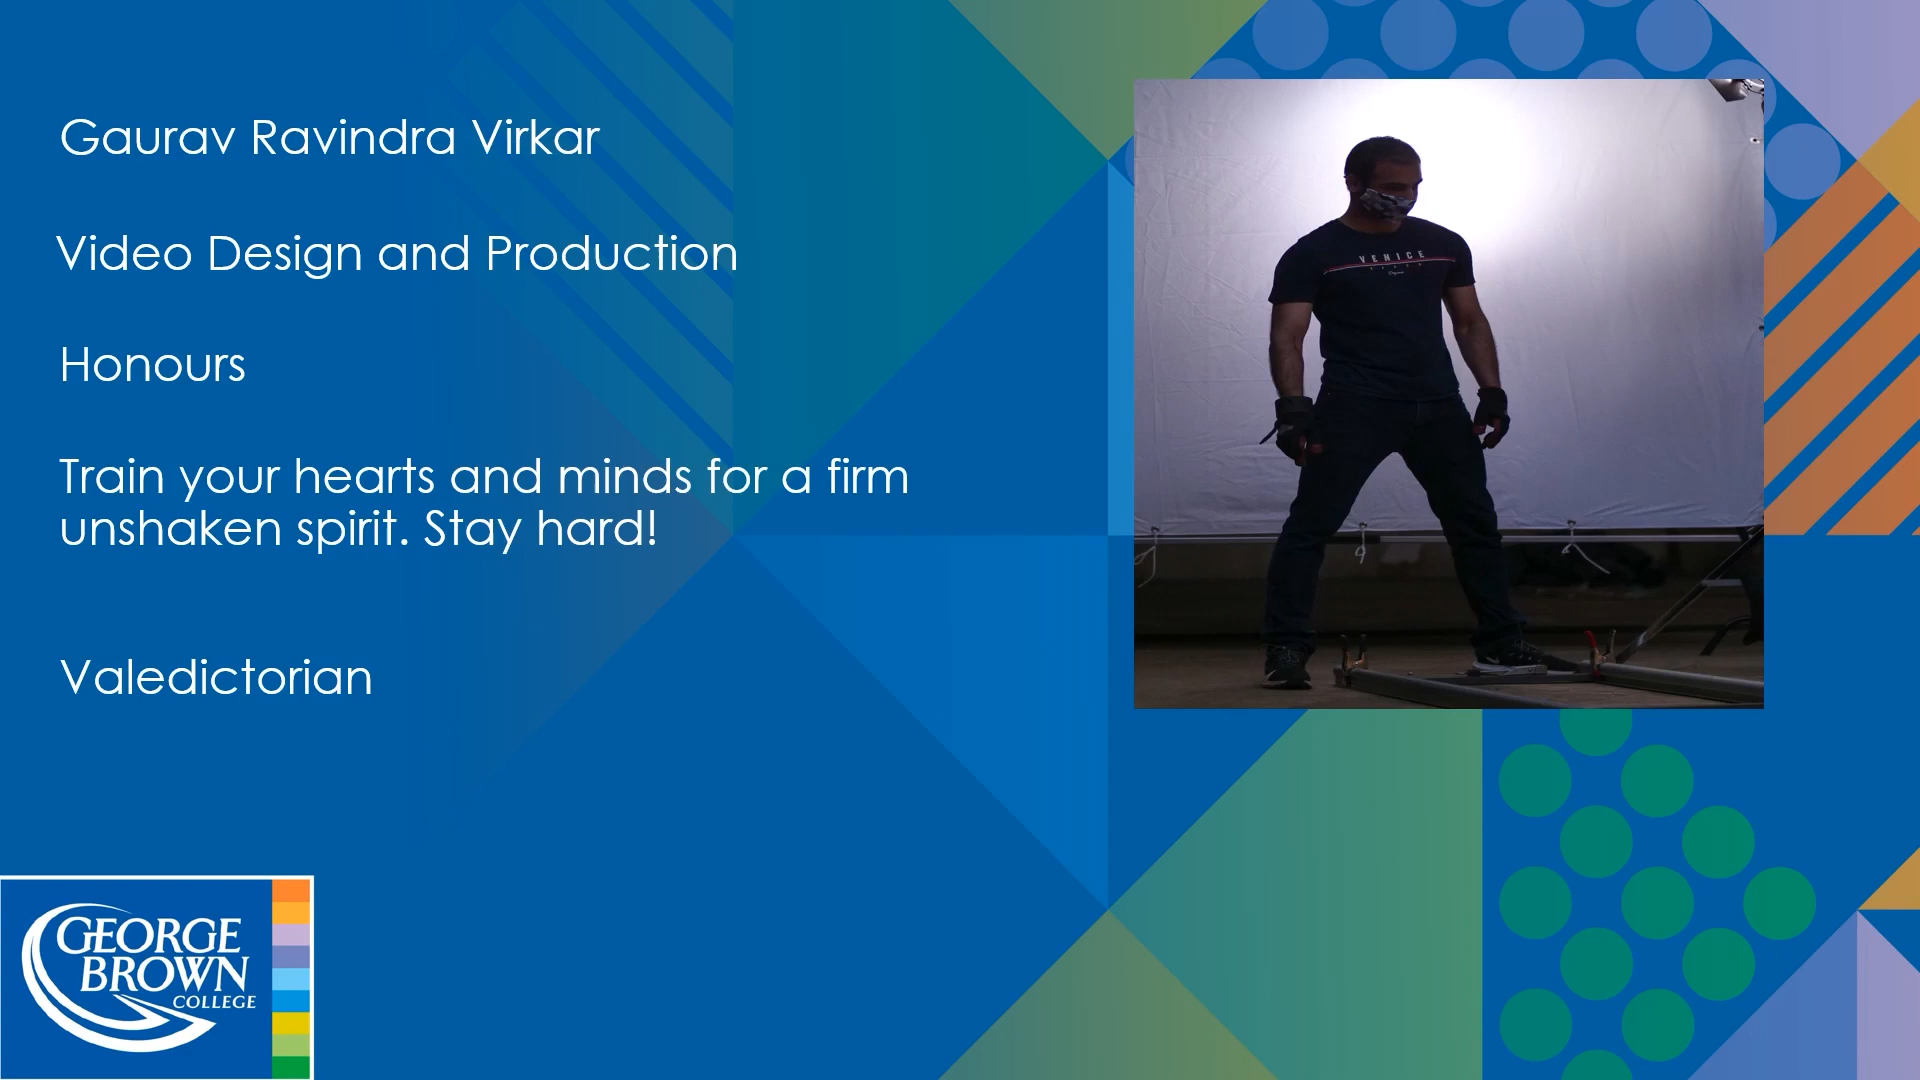 Gaurav Ravindra Virkar
Video Design and Production
Honours
Train your hearts and minds for a firm
unshaken spirit. Stay hard!
Valedictorian
VENICE
GEORGE
BROWN
COLLEGE